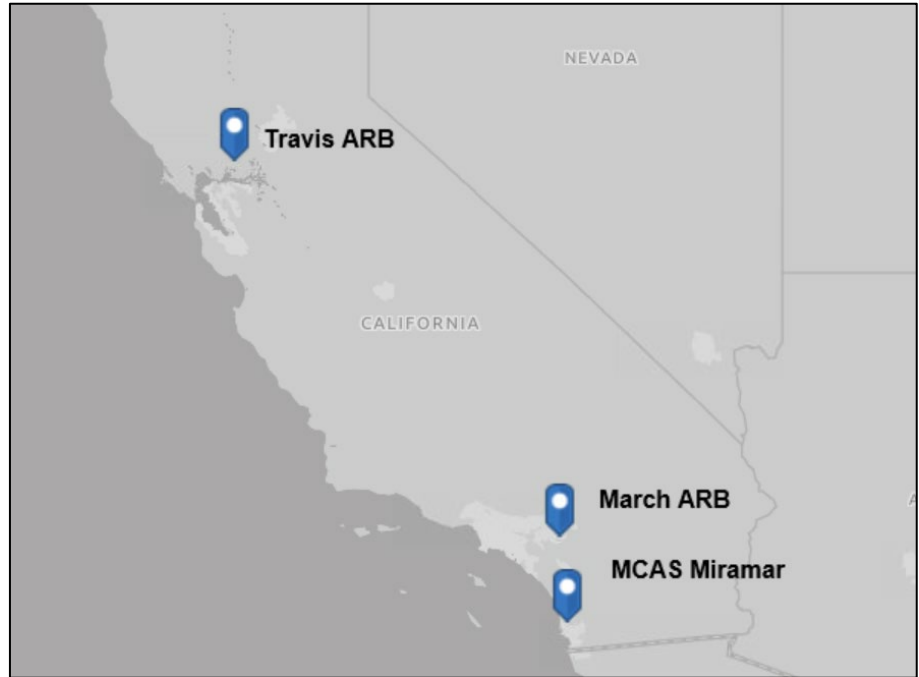 NEVADA
Travis ARB
CALIFORNIA
March ARB
A
MCAS Miramar